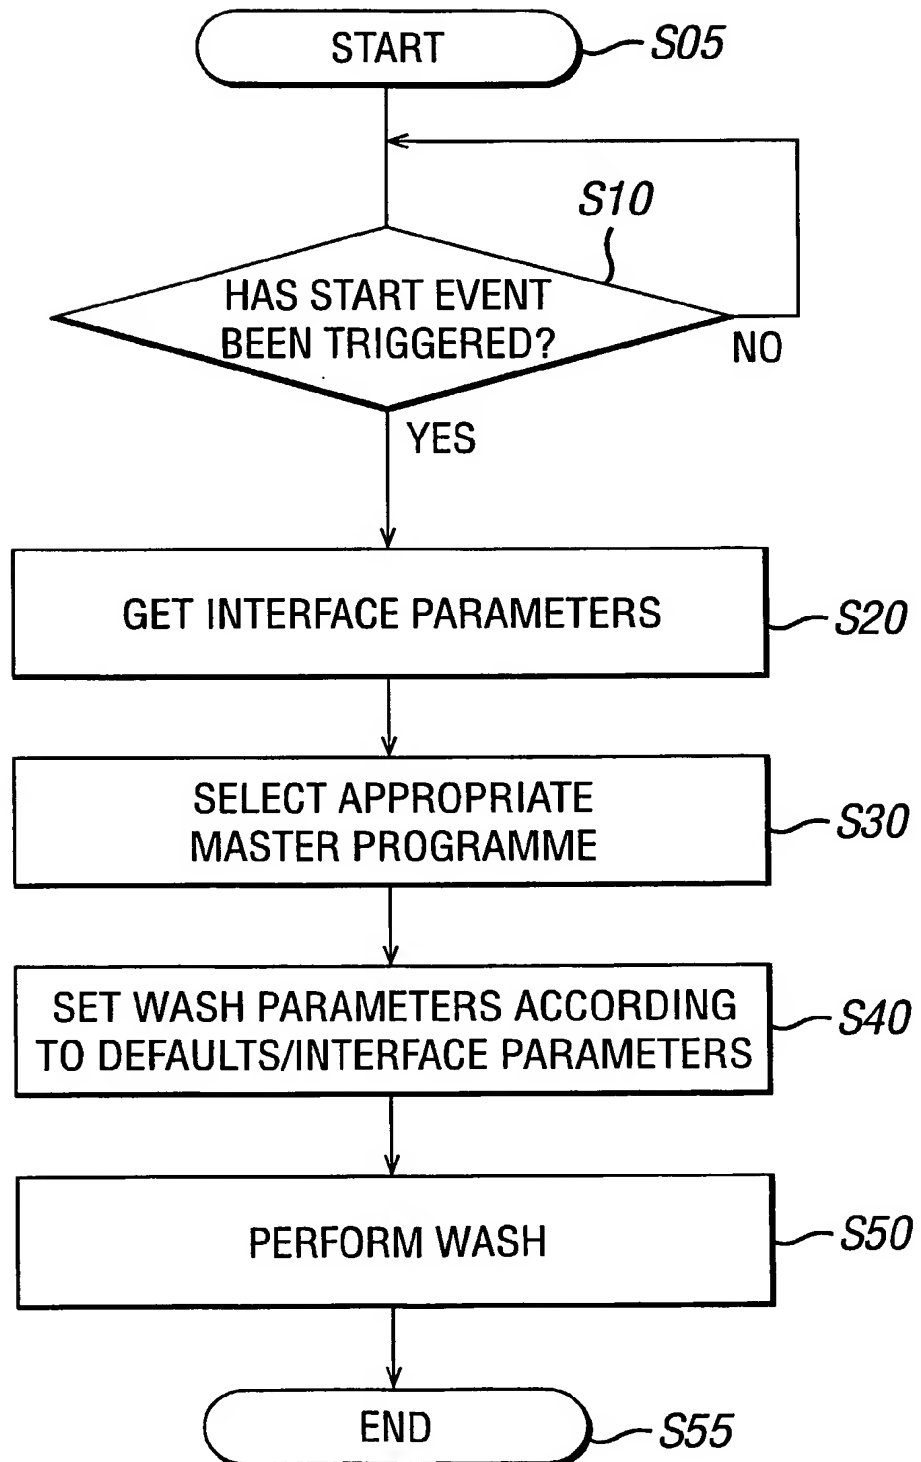 START
S05
S10
HAS START EVENT
BEEN TRIGGERED?
NO
YES
GET INTERFACE PARAMETERS
S20
SELECT APPROPRIATE
MASTER PROGRAMME
S30
SET WASH PARAMETERS ACCORDING
TO DEFAULTS/INTERFACE PARAMETERS
S40
PERFORM WASH
S50
END
S55